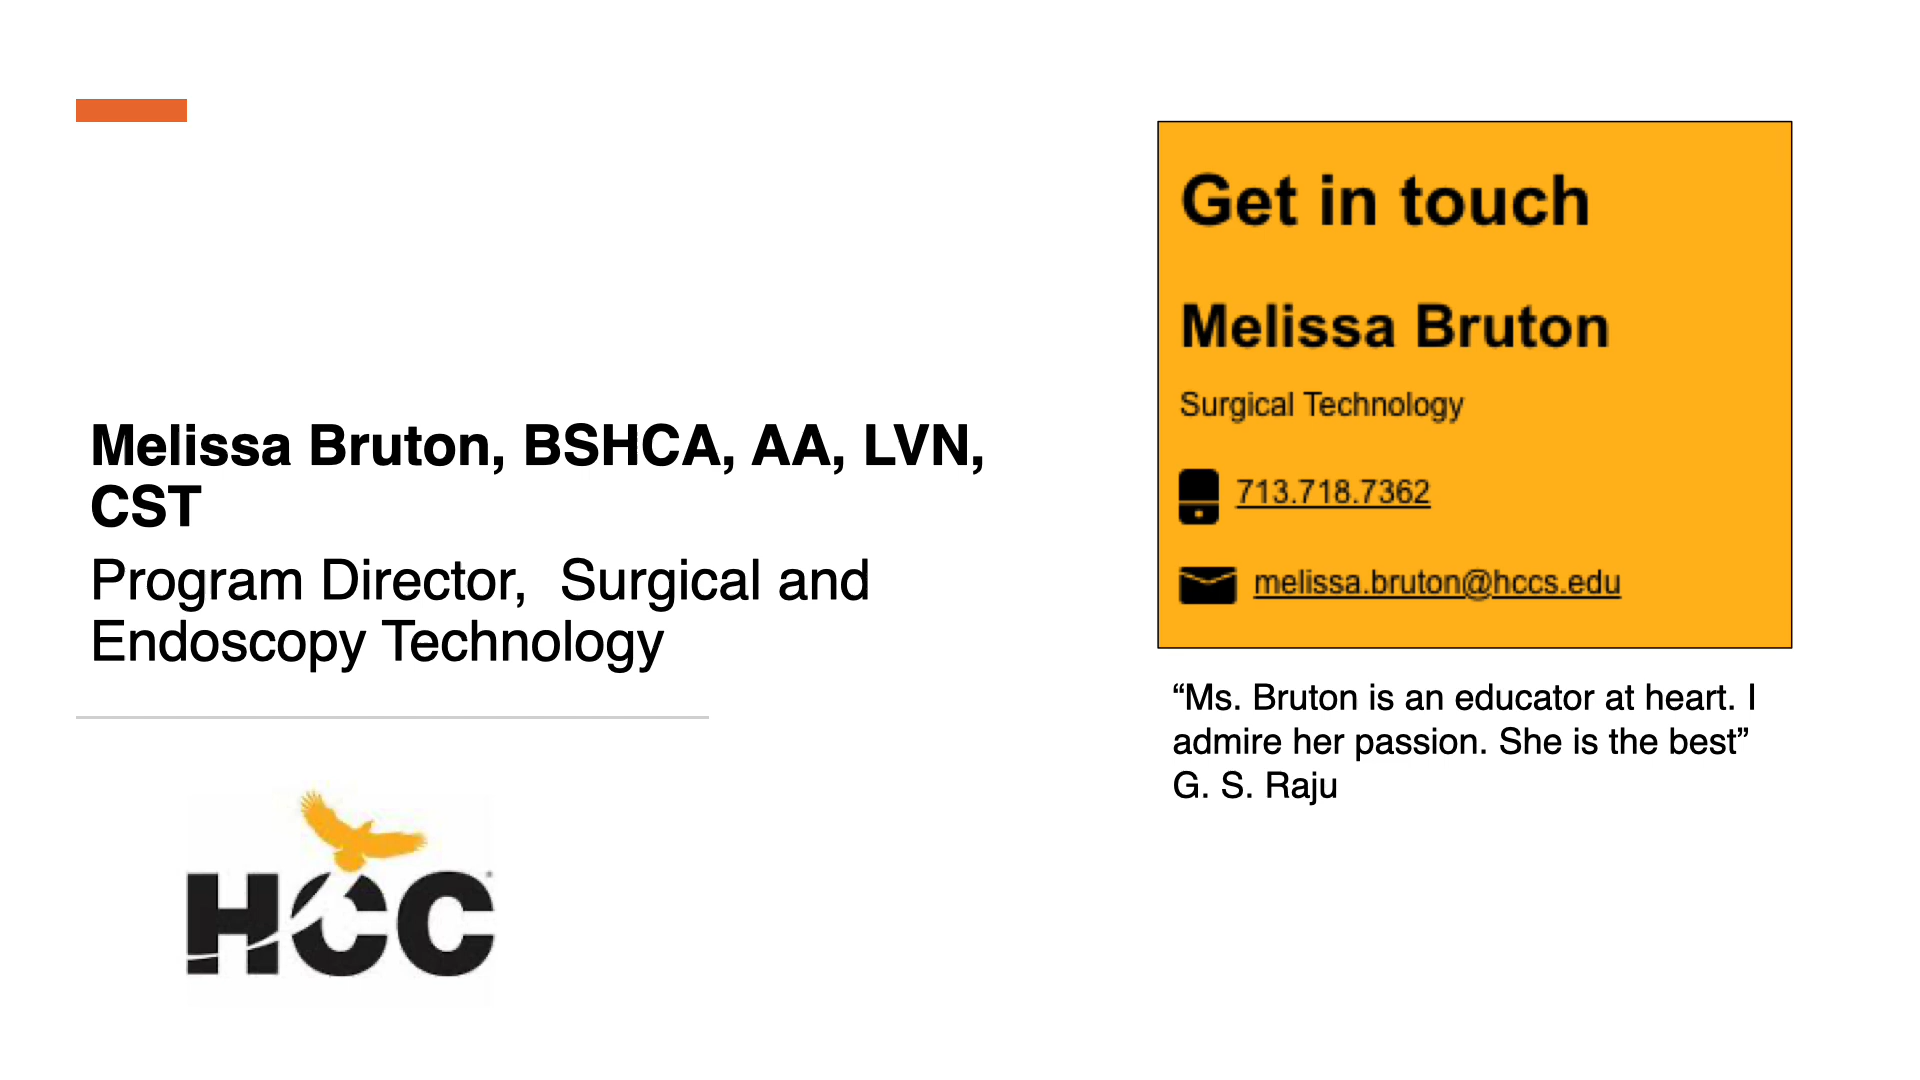 Melissa Bruton, BSHCA, AA, LVN,
CST
Program Director,  Surgical and
Endoscopy Technology
HCC
Get in touch
Melissa Bruton
Surgical Technology
713.718.7362
melissa.bruton@hccs.edu
“Ms. Bruton is an educator at heart. I
admire her passion. She is the best”
G. S. Raju